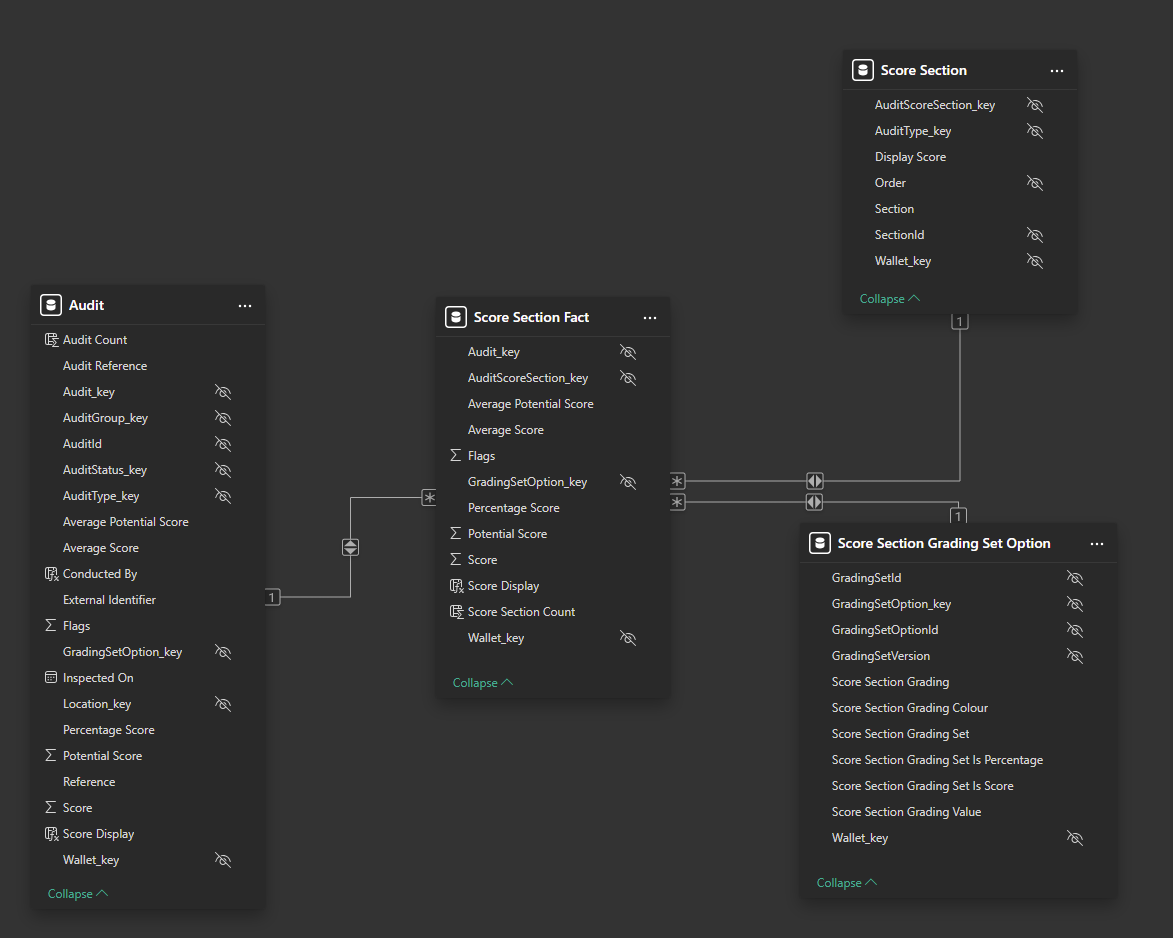 Score Section
...
AuditScoreSection_key
AuditType_key
Display Score
Order
Section
SectionId
Wallet_key
Collapse
1
Audit
...
Audit Count
Audit Reference
Audit_key
AuditGroup_key
AuditId
AuditStatus_key
AuditType_key
Average Potential Score
Average Score
Conducted By
External Identifier
Flags
GradingSetOption_key
Inspected On
Location_key
Percentage Score
Potential Score
Reference
Score
Score Display
Wallet_key
Collapse
1
*
Score Section Fact
...
Audit_key
AuditScoreSection_key
Average Potential Score
Average Score
Flags
GradingSetOption_key
Percentage Score
Potential Score
Score
Score Display
Score Section Count
Wallet_key
Collapse
*
*
1
Score Section Grading Set Option
...
GradingSetId
GradingSetOption_key
GradingSetOptionId
GradingSetVersion
Score Section Grading
Score Section Grading Colour
Score Section Grading Set
Score Section Grading Set Is Percentage
Score Section Grading Set Is Score
Score Section Grading Value
Wallet_key
Collapse